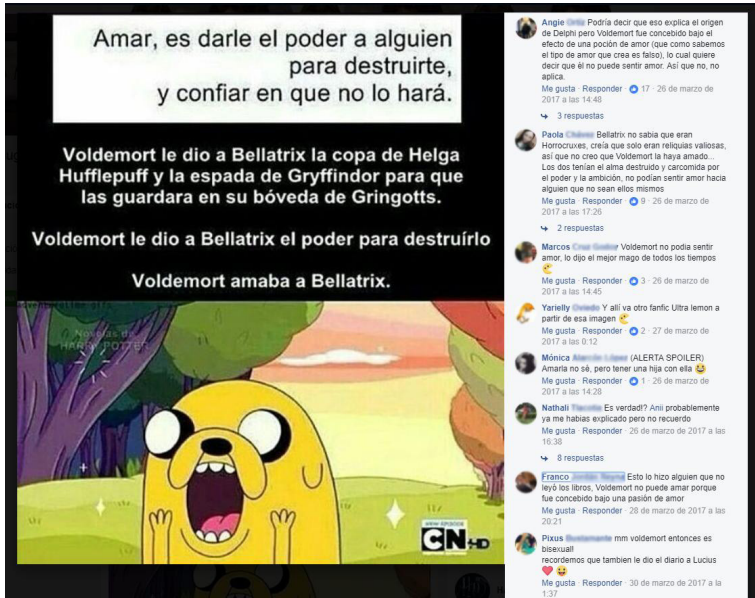 Amar, es darle el poder a alguien
para destruirte,
y confiar en que no lo hará.
Voldemort le dio a Bellatrix la copa de Helga
Hufflepuff y la espada de Gryffindor para que
las guardara en su bóveda de Gringotts.
Voldemort le dio a Bellatrix el poder para destruírlo
Voldemort amaba a Bellatrix.
Novelas de
HARRY POTTER
CN HD
Angie Podría decir que eso explica el origen
de Delphi pero Voldemort fue concebido bajo el
efecto de una poción de amor (que como sabemos
el tipo de amor que crea es falso), lo cual quiere
decir que él no puede sentir amor. Así que no, no
aplica.
Me gusta · Responder · 17 · 26 de marzo de
2017 a las 14:48
3 respuestas
Paola Bellatrix no sabia que eran
Horrocruxes, creía que solo eran reliquias valiosas,
así que no creo que Voldemort la haya amado...
Los dos tenían el alma destruido y carcomida por
el poder y la ambición, no podían sentir amor hacia
alguien que no sean ellos mismos
Me gusta · Responder · 9 · 26 de marzo de
2017 a las 17:26
2 respuestas
Marcos Voldemort no podia sentir
amor, lo dijo el mejor mago de todos los tiempos
Me gusta · Responder · 3 · 26 de marzo de
2017 a las 14:45
Yarielly Y allí va otro fanfic Ultra lemon a
partir de esa imagen
Me gusta · Responder · 2 · 27 de marzo de
2017 a las 0:12
Mónica (ALERTA SPOILER)
Amarla no sé, pero tener una hija con ella
Me gusta · Responder · 1 · 26 de marzo de
2017 a las 14:28
Nathali Es verdad!? Anii probablemente
ya me habias explicado pero no recuerdo
Me gusta · Responder · 26 de marzo de 2017 a las
16:38
8 respuestas
Franco Esto lo hizo alguien que no
leyó los libros, Voldemort no puede amar porque
fue concebido bajo una pasión de amor
Me gusta · Responder · 28 de marzo de 2017 a las
20:21
Pixus mm voldemort entonces es
bisexual!
recordemos que tambien le dio el diario a Lucius
Me gusta · Responder · 30 de marzo de 2017 a la
1:37